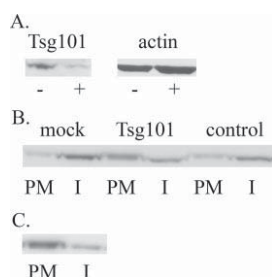 A.
Tsg101 actin
- + - +
B.
mock Tsg101 control
PM I PM I PM I
C.
PM I